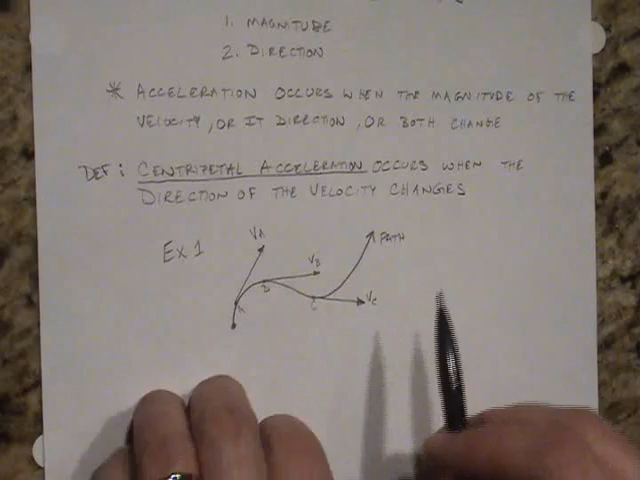 1. MAGNITUDE
2. DIRECTION
* ACCELERATION OCCURS WHEN THE MAGNITUDE OF THE
VELOCITY, OR IT DIRECTION, OR BOTH CHANGE
DEF: CENTRIPETAL ACCELERATION OCCURS WHEN THE
DIRECTION OF THE VELOCITY CHANGES
Ex 1
VA
VB
PATH
A
B
C
VC